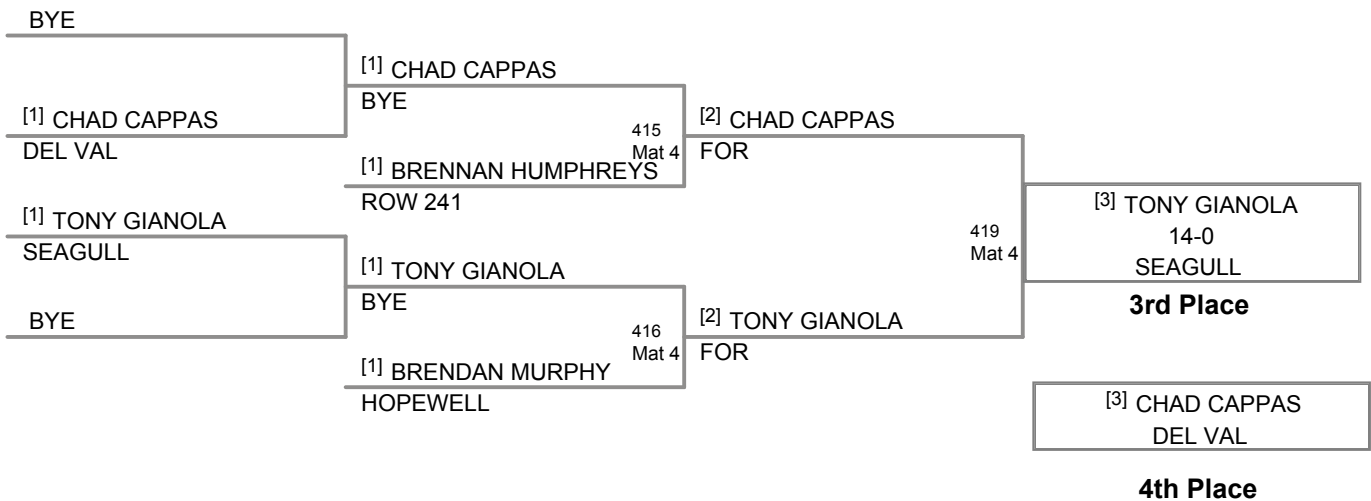 BYE
[1] CHAD CAPPAS
BYE
[1] CHAD CAPPAS
DEL VAL
415
Mat 4
[2] CHAD CAPPAS
FOR
[1] BRENNAN HUMPHREYS
ROW 241
[1] TONY GIANOLA
SEAGULL
419
Mat 4
[3] TONY GIANOLA
14-0
SEAGULL
3rd Place
[1] TONY GIANOLA
BYE
BYE
416
Mat 4
[2] TONY GIANOLA
FOR
[1] BRENDAN MURPHY
HOPEWELL
[3] CHAD CAPPAS
DEL VAL
4th Place